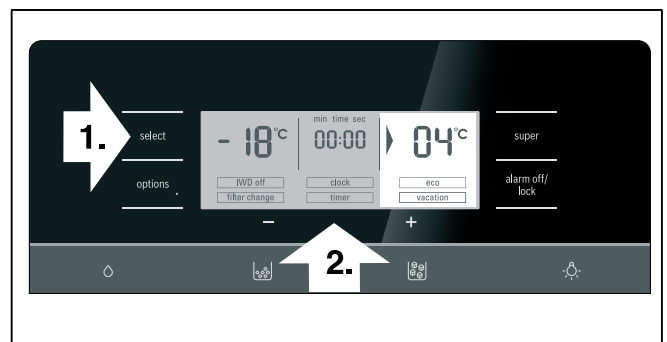 1.
select
options
- 18°C
min time sec
00:00
04°C
IWD off
clock
eco
filter change
timer
vacation
super
alarm off/
lock
- +
2.